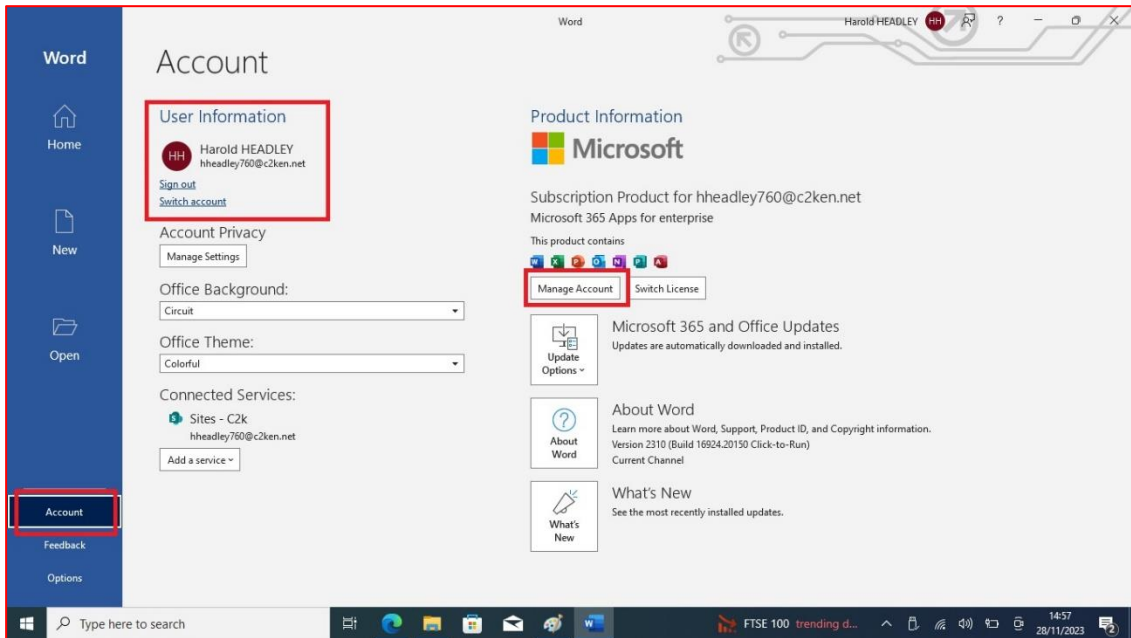 Word
Harold HEADLEY HH ?
Word
Home
New
Open
Account
Feedback
Options
Account
User Information
HH
Harold HEADLEY
hheadley760@c2ken.net
Sign out
Switch account
Account Privacy
Manage Settings
Office Background:
Circuit
Office Theme:
Colorful
Connected Services:
S
Sites - C2k
hheadley760@c2ken.net
Add a service
Product Information
Microsoft
Subscription Product for hheadley760@c2ken.net
Microsoft 365 Apps for enterprise
This product contains
W X P O N P A
Manage Account Switch License
Update
Options
Microsoft 365 and Office Updates
Updates are automatically downloaded and installed.
?
About
Word
About Word
Learn more about Word, Support, Product ID, and Copyright information.
Version 2310 (Build 16924.20150 Click-to-Run)
Current Channel
What's
New
What's New
See the most recently installed updates.
Type here to search
W
FTSE 100 trending d...
14:57
28/11/2023
2